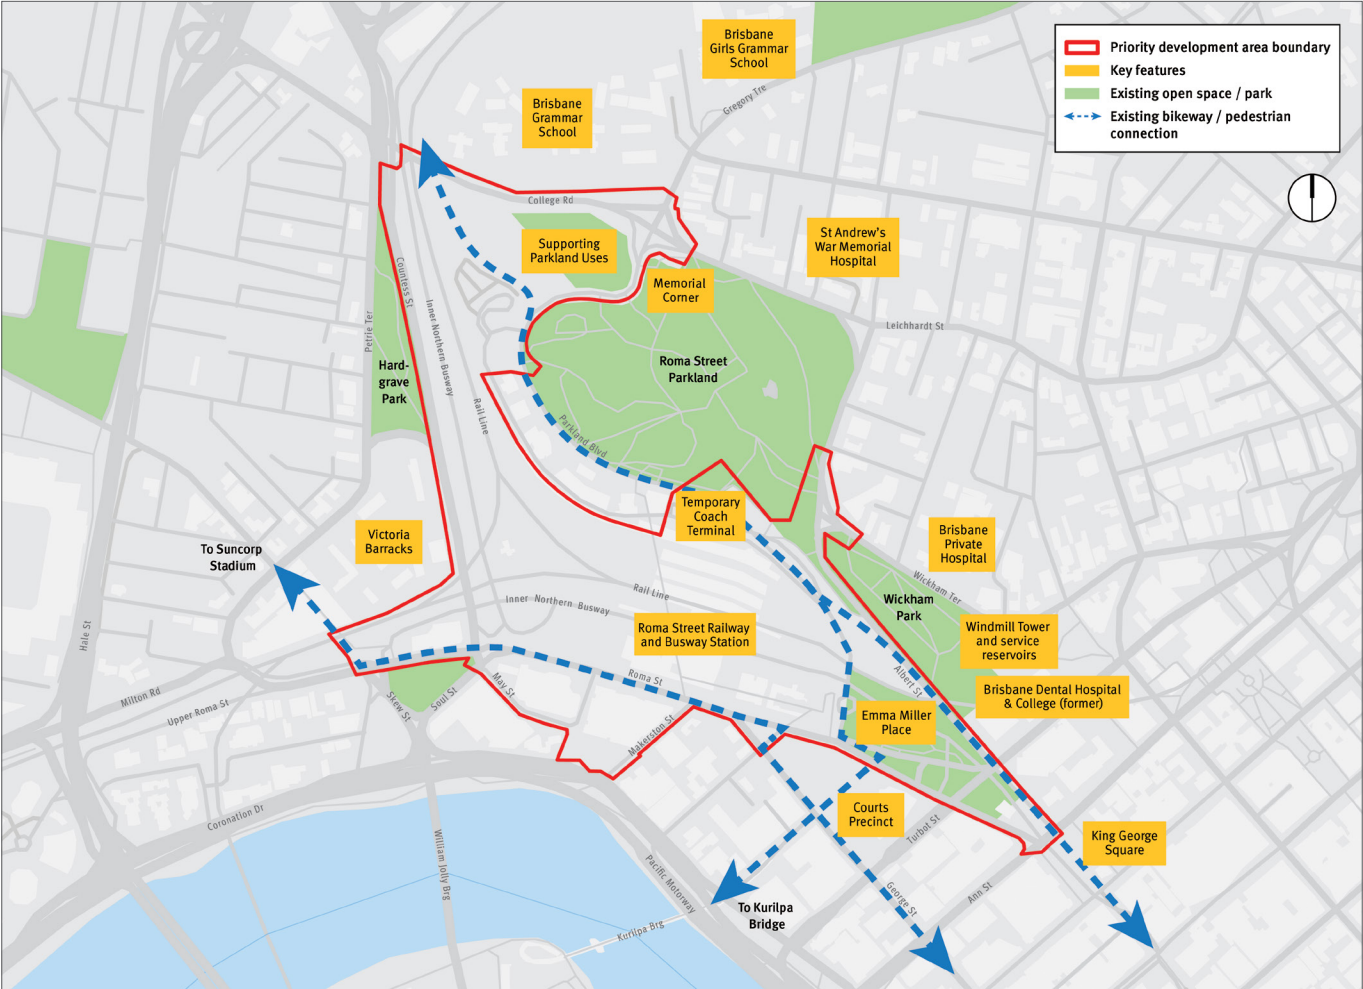 Brisbane
Girls Grammar
School
Priority development area boundary
Key features
Existing open space / park
Existing bikeway / pedestrian
connection
Gregory Tre
Brisbane
Grammar
School
College Rd
Supporting
Parkland Uses
St Andrew's
War Memorial
Hospital
Memorial
Corner
Countess St
Inner Northern Busway
Petrie Ter
Leichhardt St
Roma Street
Parkland
Hard-
grave
Park
Rail Line
Parkland Blvd
Temporary
Coach
Terminal
Victoria
Barracks
Brisbane
Private
Hospital
To Suncorp
Stadium
Wickham Ter
Rail Line
Inner Northern Busway
Wickham
Park
Hale St
Roma Street Railway
and Busway Station
Windmill Tower
and service
reservoirs
Albert St
Brisbane Dental Hospital
& College (former)
Roma St
May St
Milton Rd
Upper Roma St
Skew St
Soul St
Makerston St
Emma Miller
Place
Courts
Precinct
Turbot St
King George
Square
Coronation Dr
William Jolly Brg
Pacific Motorway
George St
Ann St
To Kurilpa
Bridge
Kurilpa Brg